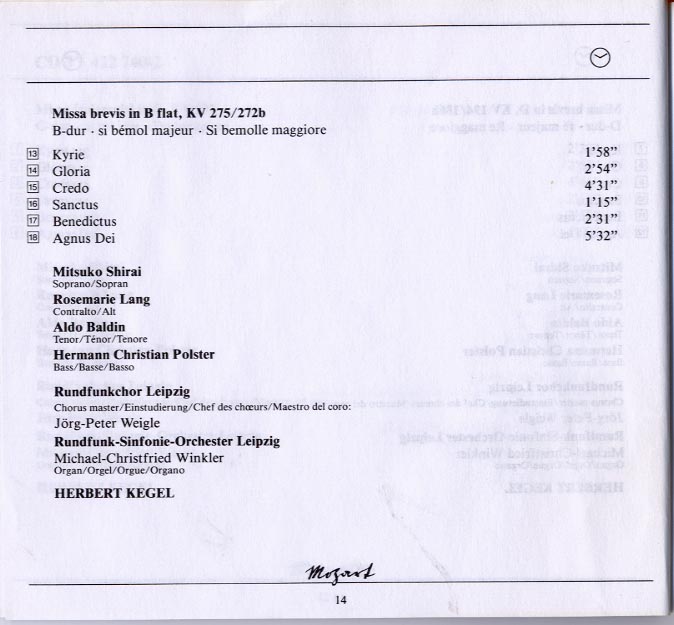 Missa brevis in B flat, KV 275/272b
B-dur · si bémol majeur · Si bemolle maggiore
13 Kyrie 1'58”
14 Gloria 2'54”
15 Credo 4'31”
16 Sanctus 1'15”
17 Benedictus 2'31”
18 Agnus Dei 5'32”
Mitsuko Shirai
Soprano/Sopran
Rosemarie Lang
Contralto/Alt
Aldo Baldin
Tenor/Ténor/Tenore
Hermann Christian Polster
Bass/Basse/Basso
Rundfunkchor Leipzig
Chorus master/Einstudierung/Chef des chœurs/Maestro del coro:
Jörg-Peter Weigle
Rundfunk-Sinfonie-Orchester Leipzig
Michael-Christfried Winkler
Organ/Orgel/Orgue/Organo
HERBERT KEGEL
Mozart
14